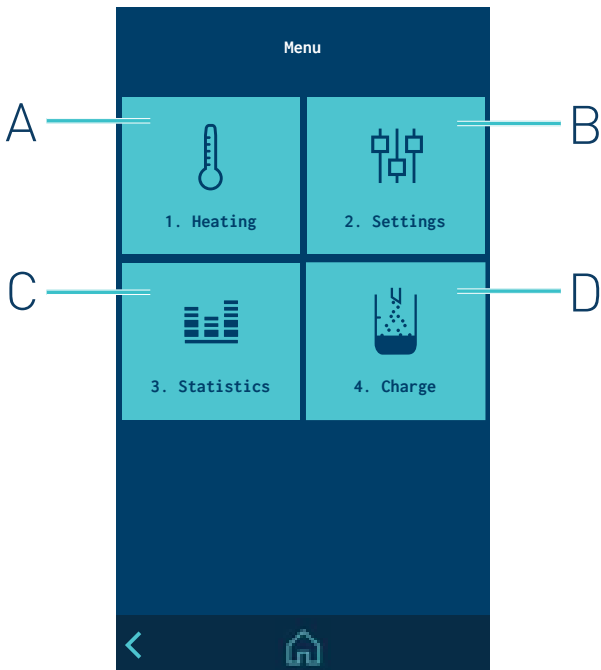 Menu
A
B
1. Heating
2. Settings
C
D
3. Statistics
4. Charge